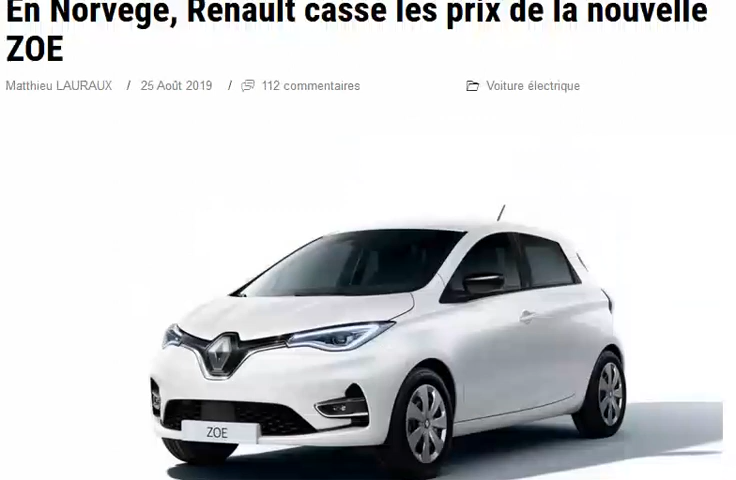 En Norvège, Renault casse les prix de la nouvelle
ZOE
Matthieu LAURAUX / 25 Août 2019 / 112 commentaires Voiture électrique
ZOE